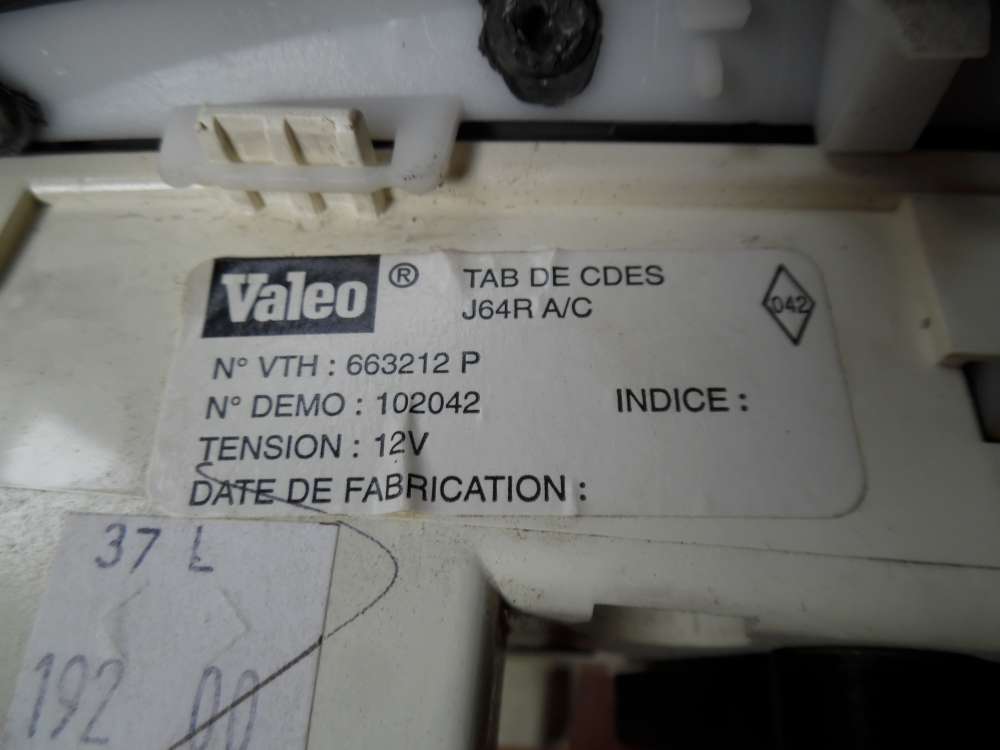 Valeo ® TAB DE CDES
J64R A/C
042
N° VTH : 663212 P
N° DEMO : 102042 INDICE :
TENSION : 12V
DATE DE FABRICATION :
37 L
192 00